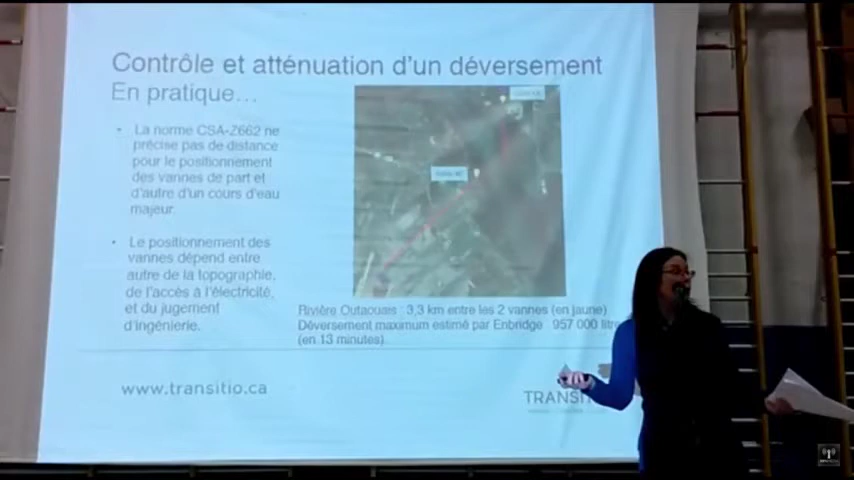 Contrôle et atténuation d'un déversement
En pratique…
• La norme CSA-Z662 ne
précise pas de distance
pour le positionnement
des vannes de part et
d'autre d'un cours d'eau
majeur.
• Le positionnement des
vannes dépend entre
autre de la topographie,
de l'accès à l'électricité,
et du jugement
d'ingénierie.
Rivière Outaouais : 3,3 km entre les 2 vannes (en jaune)
Déversement maximum estimé par Enbridge 957 000 litre
(en 13 minutes)
www.transitio.ca
TRANSIT